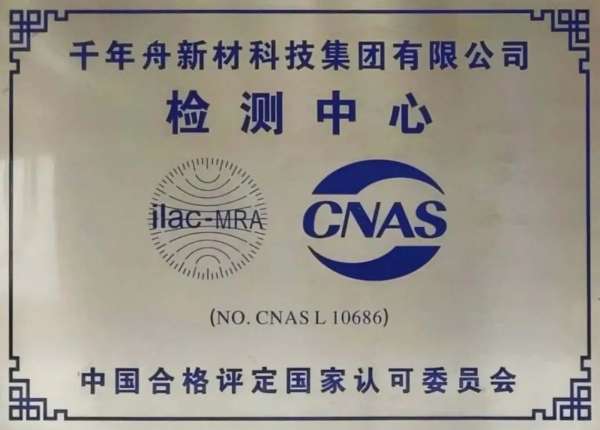 千年舟新材科技集团有限公司
检测中心
ilac-MRA
CNAS
(NO. CNAS L 10686)
中国合格评定国家认可委员会